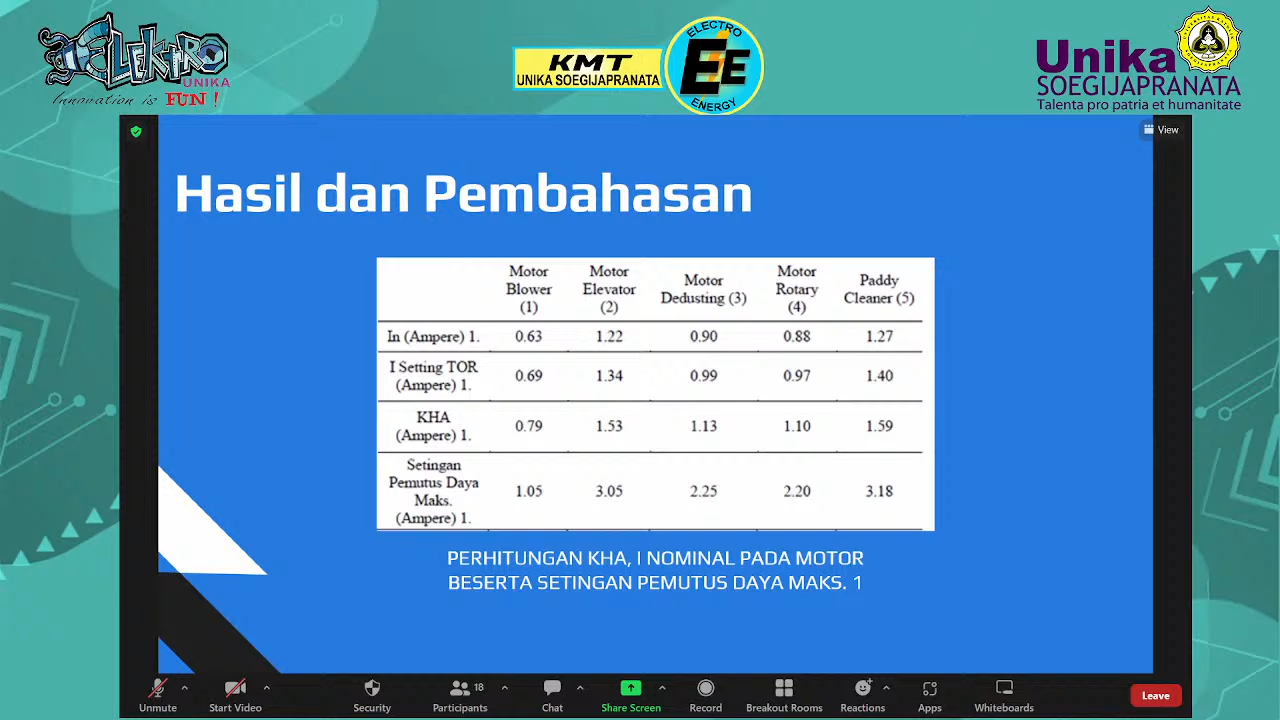 ELEKTRO
UNIKA
Innovation is FUN !
KMT
UNIKA SOEGIJAPRANATA
ELECTRO
EE
ENERGY
Unika
SOEGIJAPRANATA
Talenta pro patria et humanitate
View
Hasil dan Pembahasan
Motor Blower (1) Motor Elevator (2) Motor Dedusting (3) Motor Rotary (4) Paddy Cleaner (5)
In (Ampere) 1. 0.63 1.22 0.90 0.88 1.27
I Setting TOR (Ampere) 1. 0.69 1.34 0.99 0.97 1.40
KHA (Ampere) 1. 0.79 1.53 1.13 1.10 1.59
Setingan Pemutus Daya Maks. (Ampere) 1. 1.05 3.05 2.25 2.20 3.18
PERHITUNGAN KHA, I NOMINAL PADA MOTOR
BESERTA SETINGAN PEMUTUS DAYA MAKS. 1
Unmute Start Video Security Participants 18 Chat Share Screen Record Breakout Rooms Reactions Apps Whiteboards Leave